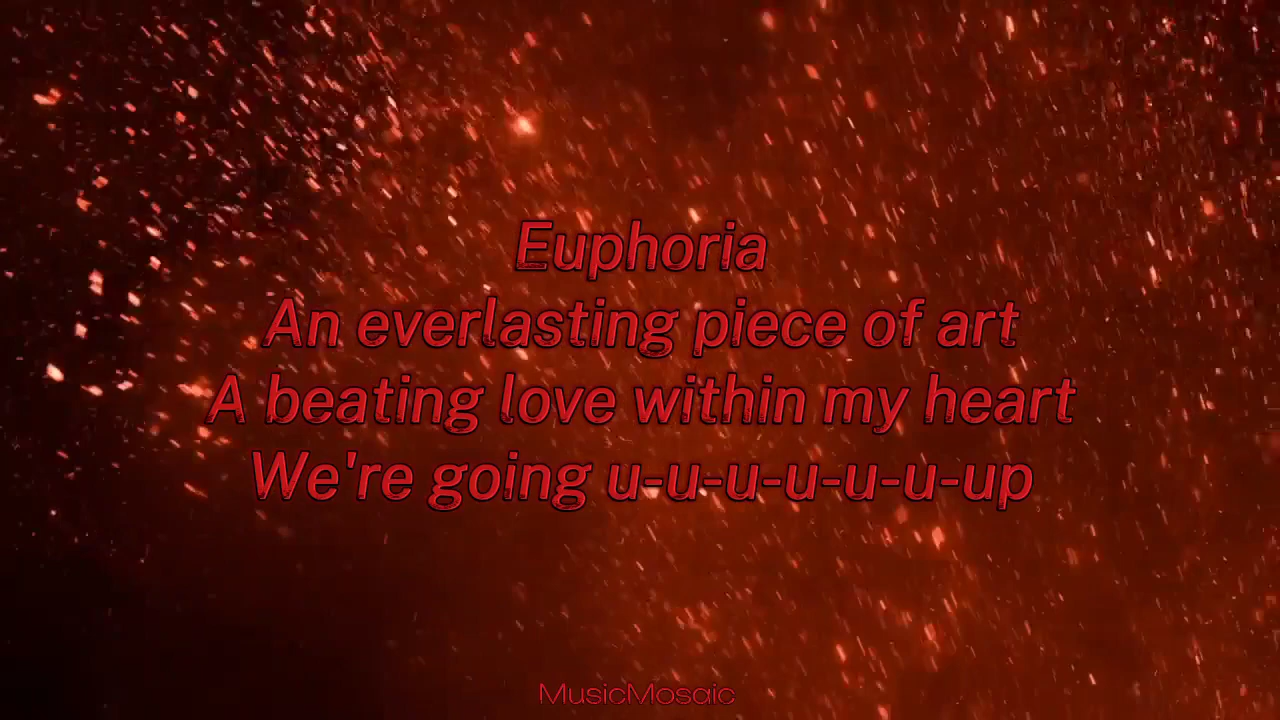 Euphoria
An everlasting piece of art
A beating love within my heart
We're going u-u-u-u-u-u-up
MusicMosaic